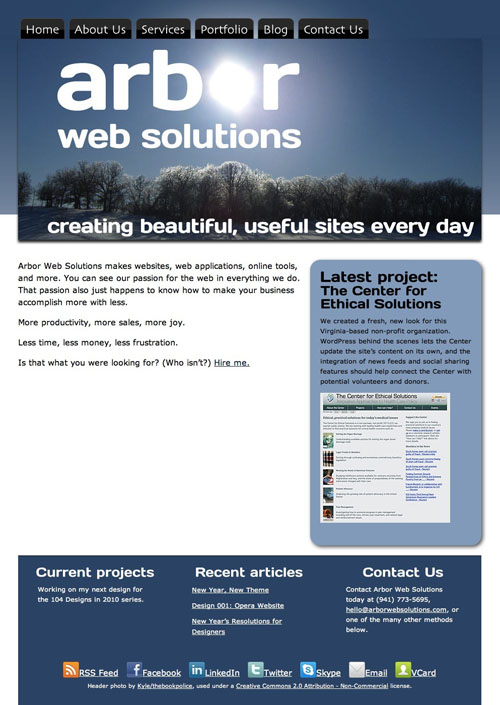 Home About Us Services Portfolio Blog Contact Us
arbor
web solutions
creating beautiful, useful sites every day
Arbor Web Solutions makes websites, web applications, online tools,
and more. You can see our passion for the web in everything we do.
That passion also just happens to know how to make your business
accomplish more with less.
More productivity, more sales, more joy.
Less time, less money, less frustration.
Is that what you were looking for? (Who isn't?) Hire me.
Latest project:
The Center for
Ethical Solutions
We created a fresh, new look for this
Virginia-based non-profit organization.
WordPress behind the scenes lets the Center
update the site's content on its own, and the
integration of news feeds and social sharing
features should help connect the Center with
potential volunteers and donors.
The Center for Ethical Solutions
Current projects
Working on my next design for
the 104 Designs in 2010 series.
Recent articles
New Year, New Theme
Design 001: Opera Website
New Year's Resolutions for
Designers
Contact Us
Contact Arbor Web Solutions
today at (941) 773-5695,
hello@arborwebsolutions.com, or
one of the many other methods
below.
RSS Feed Facebook LinkedIn Twitter Skype Email VCard
Header photo by Kyle/thebookpolice, used under a Creative Commons 2.0 Attribution - Non-Commercial license.